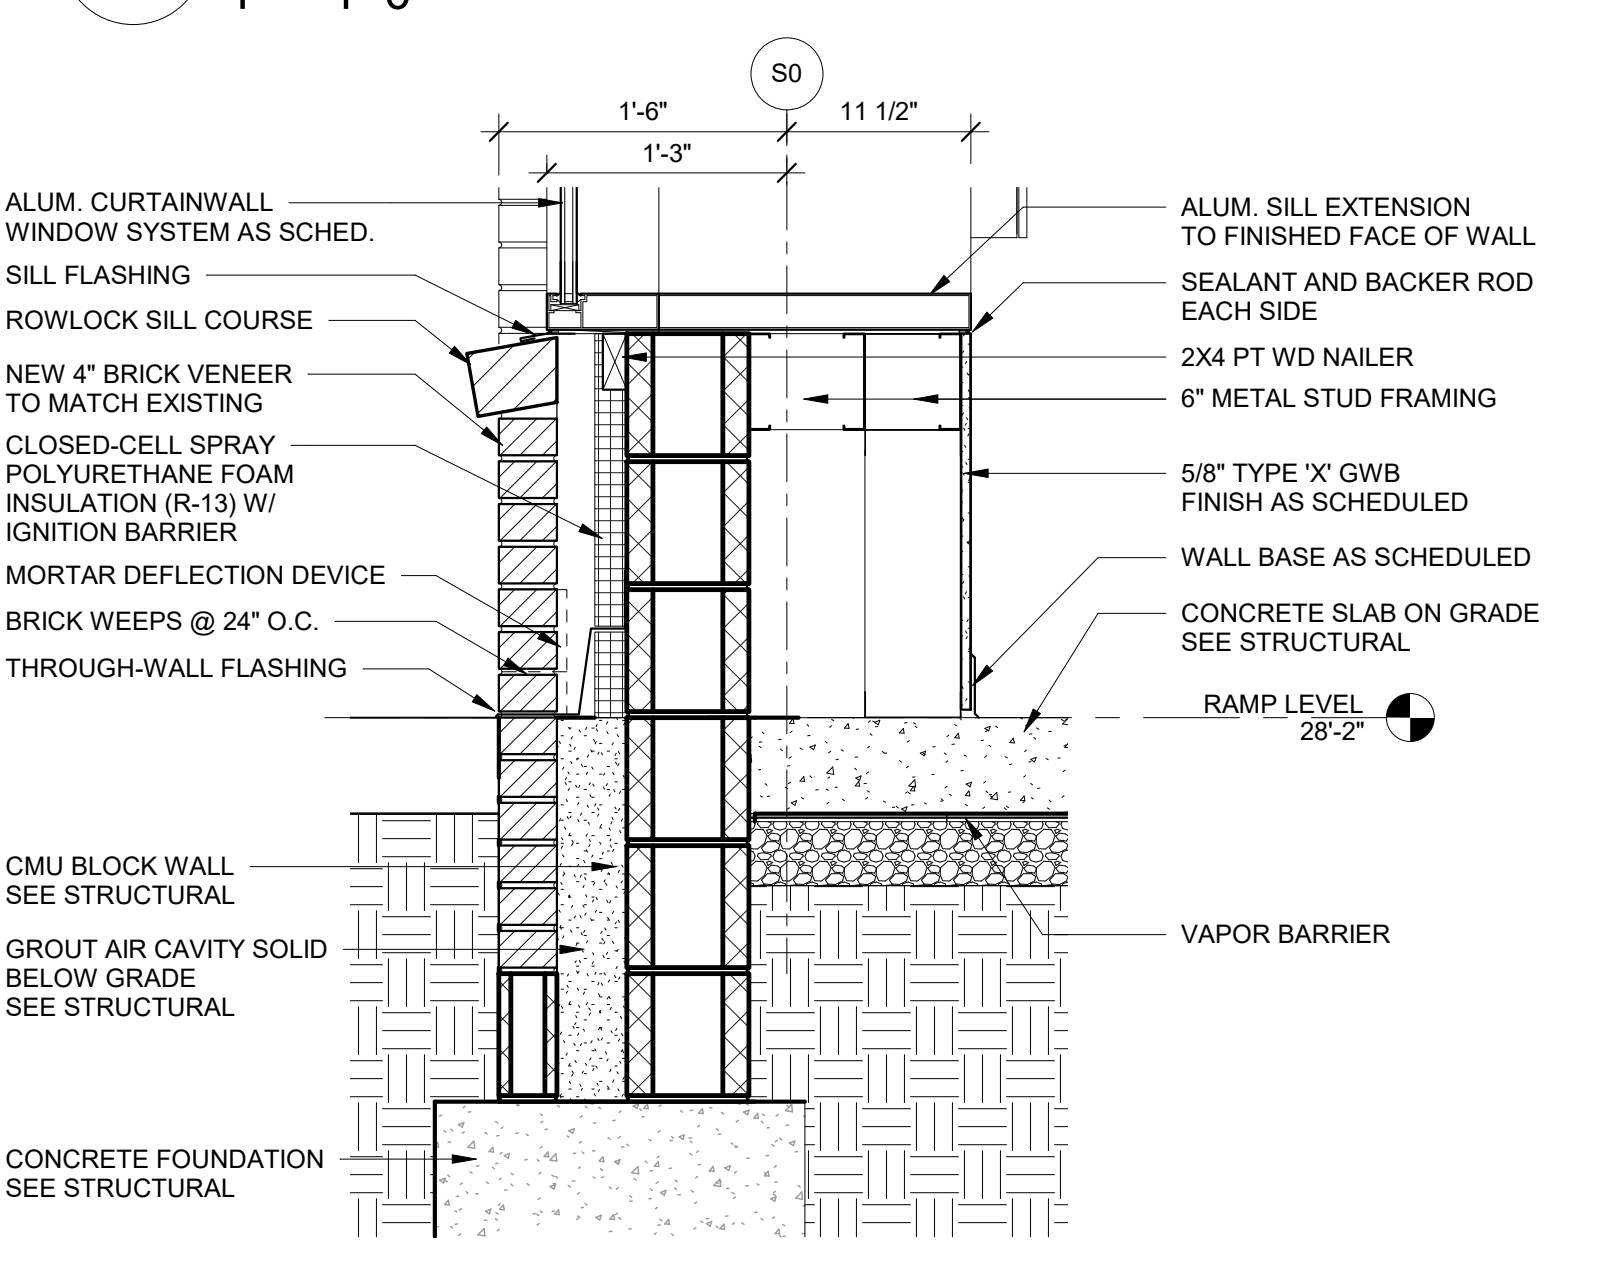 S0
1'-6"
11 1/2"
1'-3"
ALUM. CURTAINWALL
WINDOW SYSTEM AS SCHED.
SILL FLASHING
ROWLOCK SILL COURSE
NEW 4" BRICK VENEER
TO MATCH EXISTING
CLOSED-CELL SPRAY
POLYURETHANE FOAM
INSULATION (R-13) W/
IGNITION BARRIER
MORTAR DEFLECTION DEVICE
BRICK WEEPS @ 24" O.C.
THROUGH-WALL FLASHING
CMU BLOCK WALL
SEE STRUCTURAL
GROUT AIR CAVITY SOLID
BELOW GRADE
SEE STRUCTURAL
CONCRETE FOUNDATION
SEE STRUCTURAL
ALUM. SILL EXTENSION
TO FINISHED FACE OF WALL
SEALANT AND BACKER ROD
EACH SIDE
2X4 PT WD NAILER
6" METAL STUD FRAMING
5/8" TYPE 'X' GWB
FINISH AS SCHEDULED
WALL BASE AS SCHEDULED
CONCRETE SLAB ON GRADE
SEE STRUCTURAL
RAMP LEVEL
28'-2"
VAPOR BARRIER